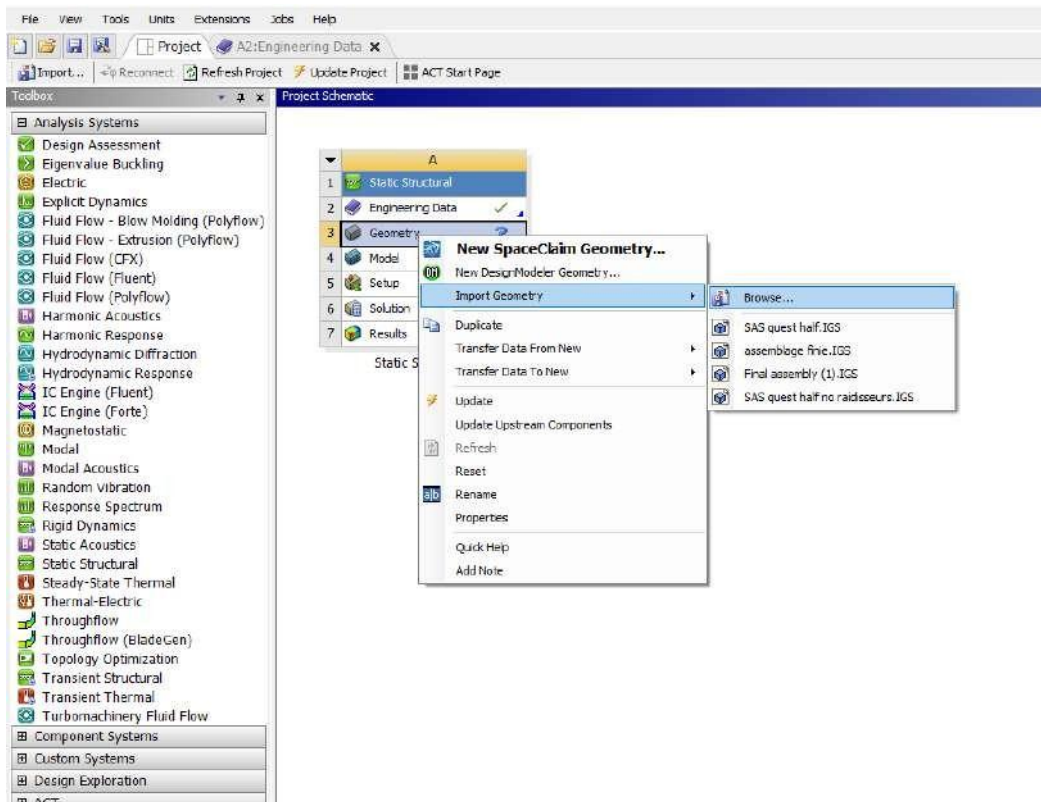 File View Tools Units Extensions Jobs Help
Project A2:Engineering Data
Import... Reconnect Refresh Project Update Project ACT Start Page
Toolbox
Project Schematic
Analysis Systems
Design Assessment
Eigenvalue Buckling
Electric
Explicit Dynamics
Fluid Flow - Blow Molding (Polyflow)
Fluid Flow - Extrusion (Polyflow)
Fluid Flow (CFX)
Fluid Flow (Fluent)
Fluid Flow (Polyflow)
Harmonic Acoustics
Harmonic Response
Hydrodynamic Diffraction
Hydrodynamic Response
IC Engine (Fluent)
IC Engine (Forte)
Magnetostatic
Modal
Modal Acoustics
Random Vibration
Response Spectrum
Rigid Dynamics
Static Acoustics
Static Structural
Steady-State Thermal
Thermal-Electric
Throughflow
Throughflow (BladeGen)
Topology Optimization
Transient Structural
Transient Thermal
Turbomachinery Fluid Flow
Component Systems
Custom Systems
Design Exploration
ACT
A
1 Static Structural
2 Engineering Data
3 Geometry ?
4 Model
5 Setup
6 Solution
7 Results
Static S
New SpaceClaim Geometry...
DM New DesignModeler Geometry...
Import Geometry
Duplicate
Transfer Data From New
Transfer Data To New
Update
Update Upstream Components
Refresh
Reset
a|b Rename
Properties
Quick Help
Add Note
Browse...
SAS quest half.IGS
assemblage finie.IGS
Final assembly (1).IGS
SAS quest half no raidisseurs.IGS